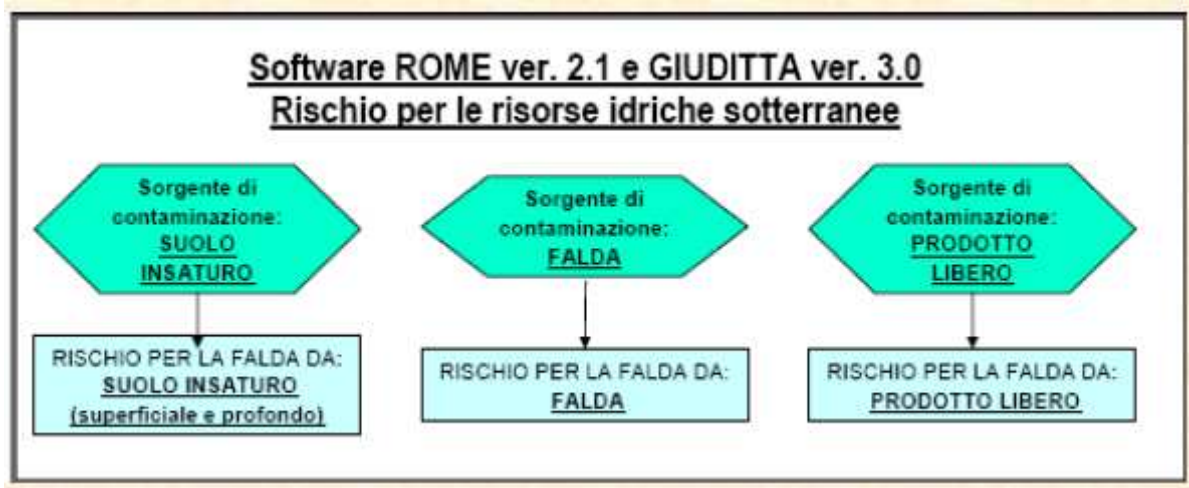 Software ROME ver. 2.1 e GIUDITTA ver. 3.0
Rischio per le risorse idriche sotterranee
Sorgente di
contaminazione:
SUOLO
INSATURO
Sorgente di
contaminazione:
FALDA
Sorgente di
contaminazione:
PRODOTTO
LIBERO
RISCHIO PER LA FALDA DA:
SUOLO INSATURO
(superficiale e profondo)
RISCHIO PER LA FALDA DA:
FALDA
RISCHIO PER LA FALDA DA:
PRODOTTO LIBERO